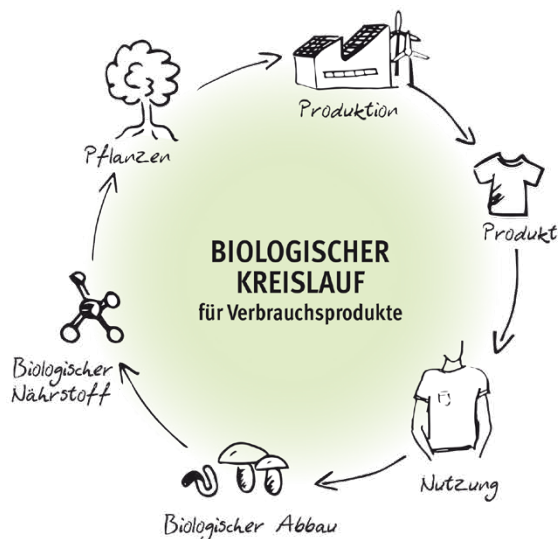 Produktion
Pflanzen
Produkt
BIOLOGISCHER
KREISLAUF
für Verbrauchsprodukte
Biologischer
Nährstoff
Nutzung
Biologischer Abbau